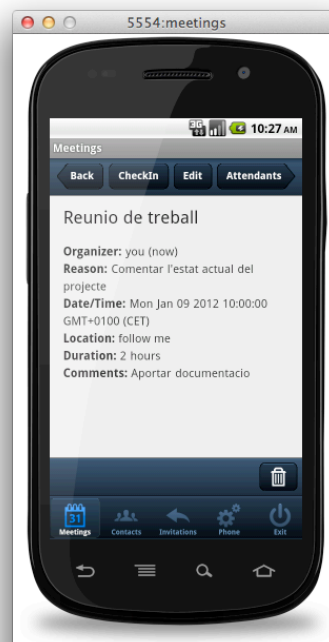 5554:meetings
3G
10:27 AM
Meetings
Back CheckIn Edit Attendants
Reunio de treball
Organizer: you (now)
Reason: Comentar l'estat actual del
projecte
Date/Time: Mon Jan 09 2012 10:00:00
GMT+0100 (CET)
Location: follow me
Duration: 2 hours
Comments: Aportar documentacio
31
Meetings Contacts Invitations Phone Exit